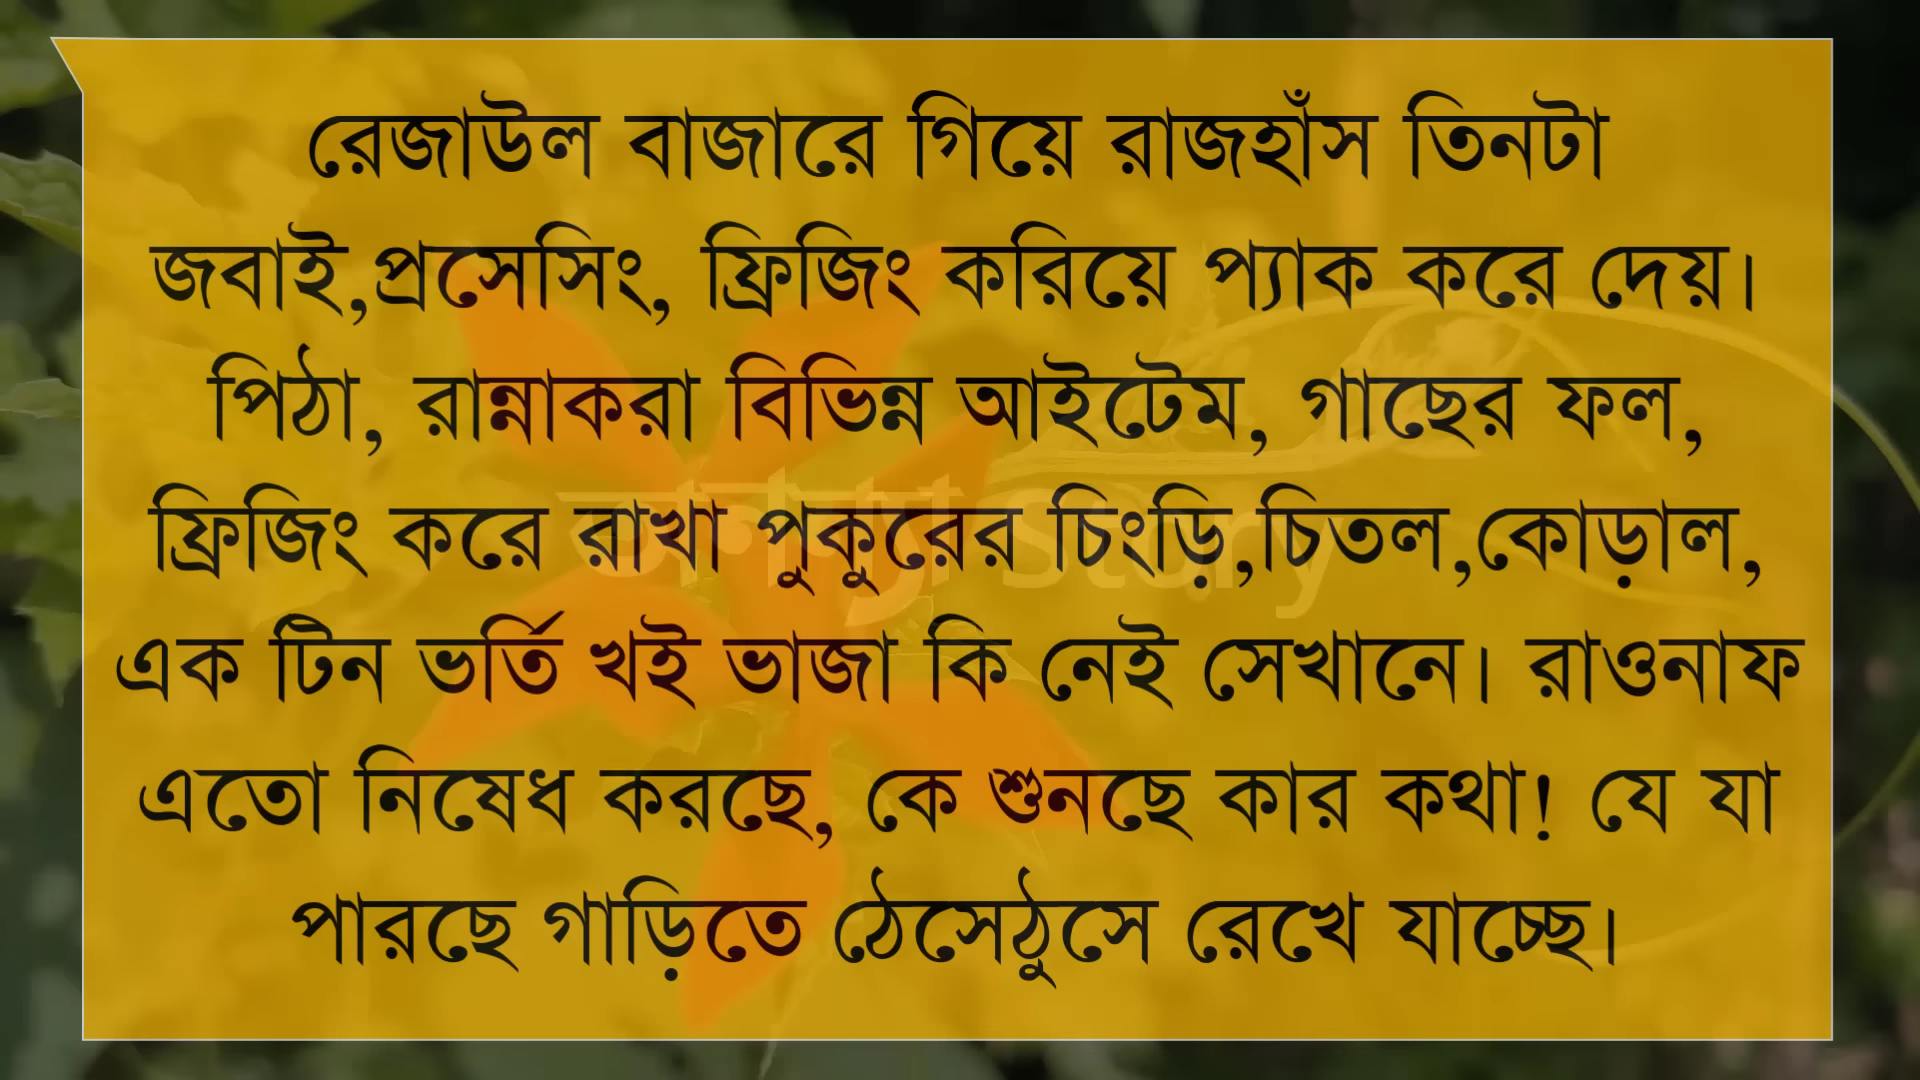 রেজাউল বাজারে গিয়ে রাজহাঁস তিনটা
জবাই,প্রসেসিং, ফ্রিজিং করিয়ে প্যাক করে দেয়।
পিঠা, রান্নাকরা বিভিন্ন আইটেম, গাছের ফল,
ফ্রিজিং করে রাখা পুকুরের চিংড়ি,চিতল,কোড়াল,
এক টিন ভর্তি খই ভাজা কি নেই সেখানে। রাওনাফ
এতো নিষেধ করছে, কে শুনছে কার কথা! যে যা
পারছে গাড়িতে ঠেসেঠুসে রেখে যাচ্ছে।
Story